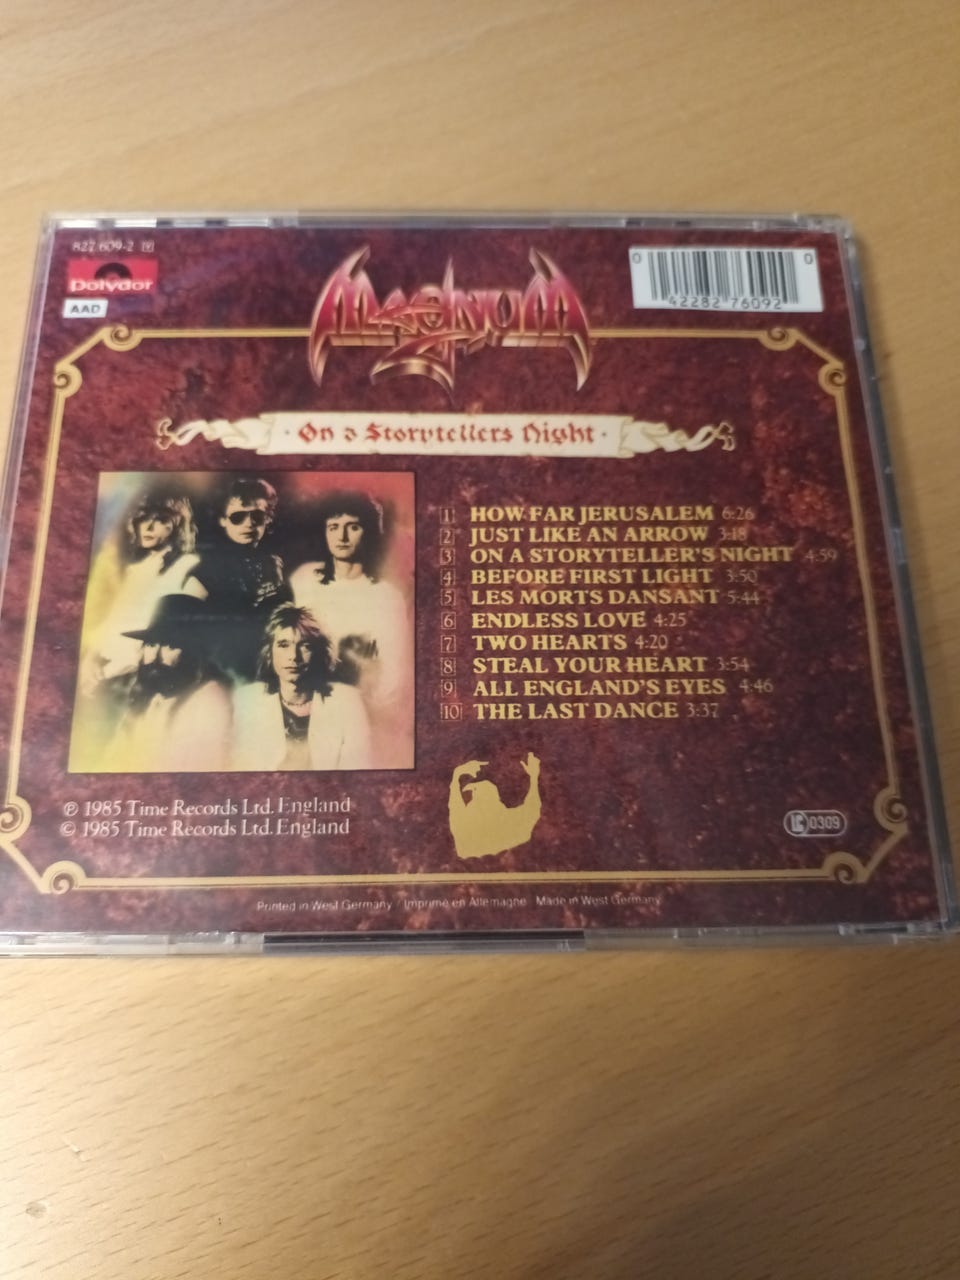 827 609-2
polydor
AAD
MAGNUM
0 42282 76092 0
· On a Storytellers Night ·
1 HOW FAR JERUSALEM 6:26
2 JUST LIKE AN ARROW 3:18
3 ON A STORYTELLER'S NIGHT 4:59
4 BEFORE FIRST LIGHT 3:50
5 LES MORTS DANSANT 5:44
6 ENDLESS LOVE 4:25
7 TWO HEARTS 4:20
8 STEAL YOUR HEART 3:54
9 ALL ENGLAND'S EYES 4:46
10 THE LAST DANCE 3:37
℗ 1985 Time Records Ltd. England
© 1985 Time Records Ltd. England
LC 0309
Printed in West Germany / Imprimé en Allemagne Made in West Germany